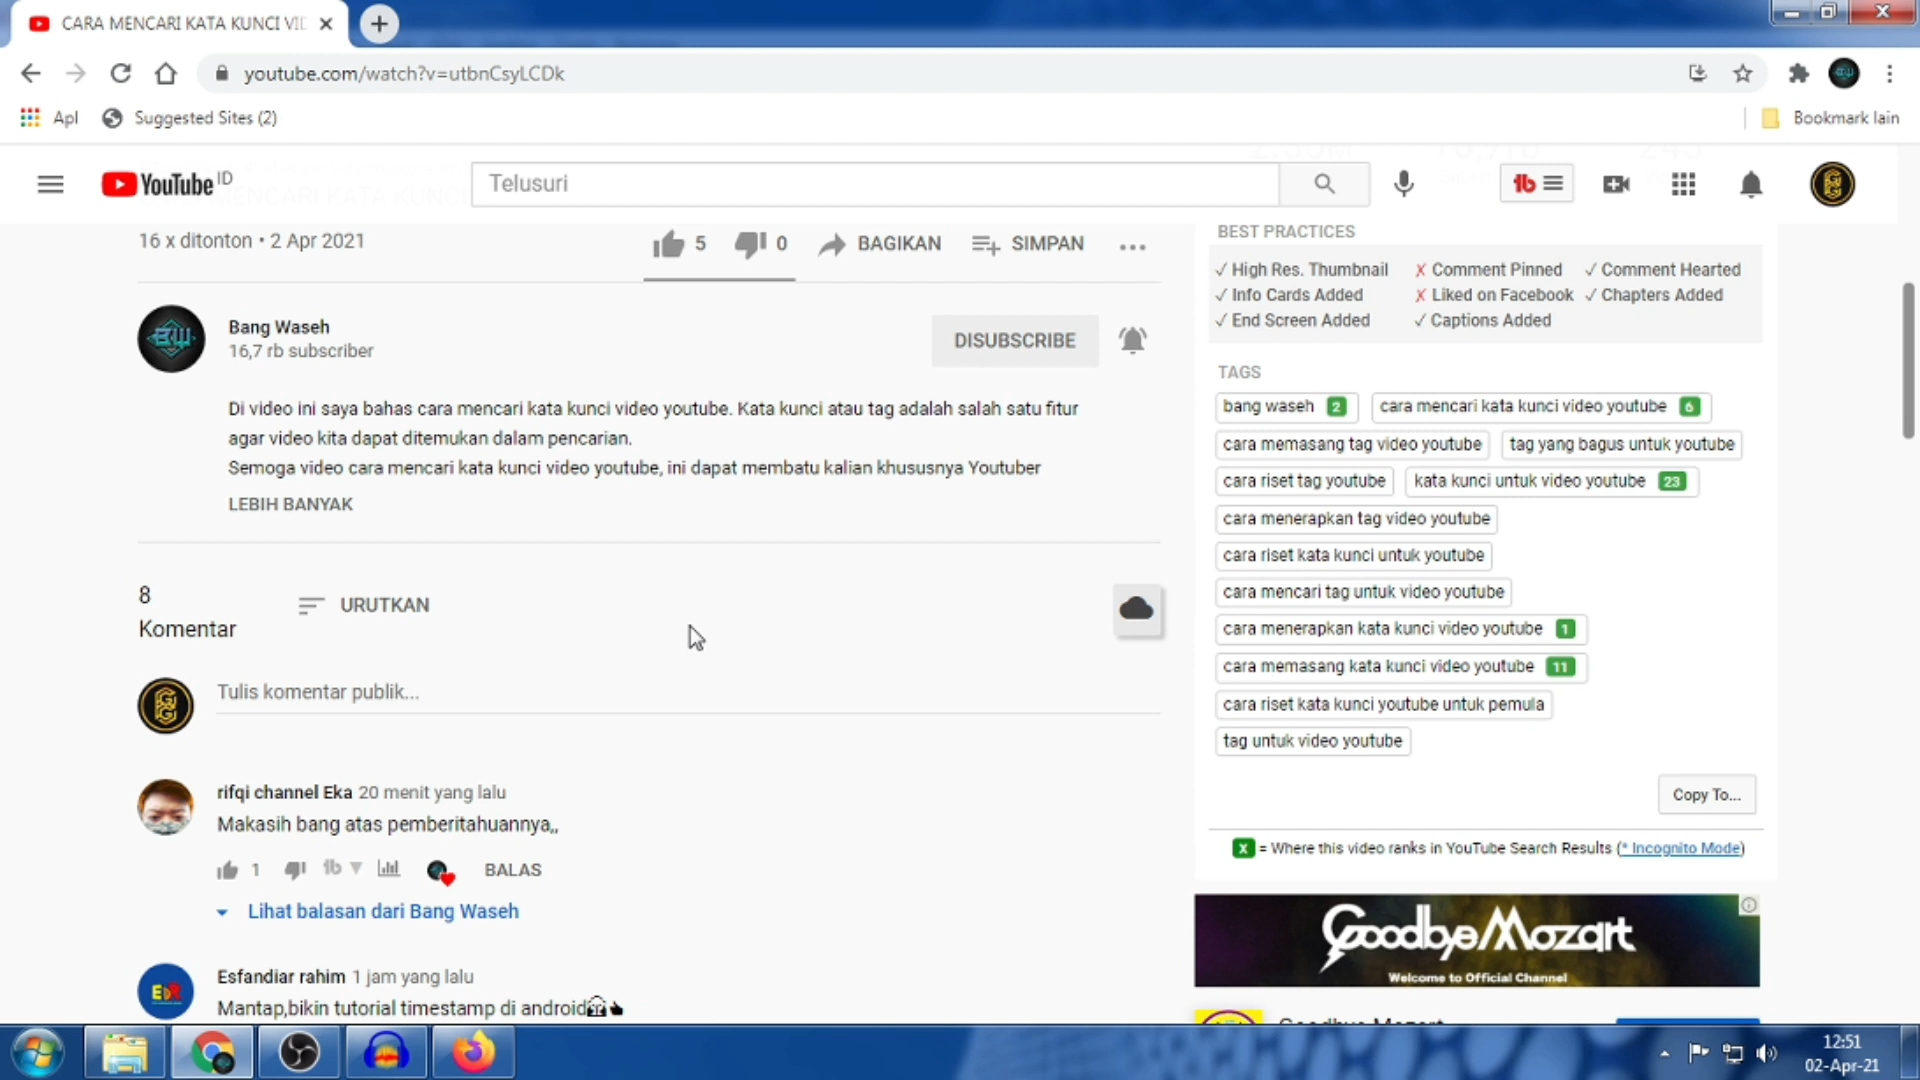 CARA MENCARI KATA KUNCI VID
youtube.com/watch?v=utbnCsyLCDk
Apl
Suggested Sites (2)
Bookmark lain
YouTube ID
Telusuri
16 x ditonton • 2 Apr 2021
5
0
BAGIKAN
SIMPAN
Bang Waseh
16,7 rb subscriber
DISUBSCRIBE
Di video ini saya bahas cara mencari kata kunci video youtube. Kata kunci atau tag adalah salah satu fitur
agar video kita dapat ditemukan dalam pencarian.
Semoga video cara mencari kata kunci video youtube, ini dapat membatu kalian khususnya Youtuber
LEBIH BANYAK
8
Komentar
URUTKAN
Tulis komentar publik...
rifqi channel Eka 20 menit yang lalu
Makasih bang atas pemberitahuannya,,
1
BALAS
Lihat balasan dari Bang Waseh
Esfandiar rahim 1 jam yang lalu
Mantap,bikin tutorial timestamp di android
BEST PRACTICES
✓ High Res. Thumbnail ✗ Comment Pinned ✓ Comment Hearted
✓ Info Cards Added ✗ Liked on Facebook ✓ Chapters Added
✓ End Screen Added ✓ Captions Added
TAGS
bang waseh 2 cara mencari kata kunci video youtube 6
cara memasang tag video youtube tag yang bagus untuk youtube
cara riset tag youtube kata kunci untuk video youtube 23
cara menerapkan tag video youtube
cara riset kata kunci untuk youtube
cara mencari tag untuk video youtube
cara menerapkan kata kunci video youtube 1
cara memasang kata kunci video youtube 11
cara riset kata kunci youtube untuk pemula
tag untuk video youtube
Copy To...
X = Where this video ranks in YouTube Search Results (* Incognito Mode)
Goodbye Mozart
Welcome to Official Channel
Goodbye Mozart
12:51
02-Apr-21